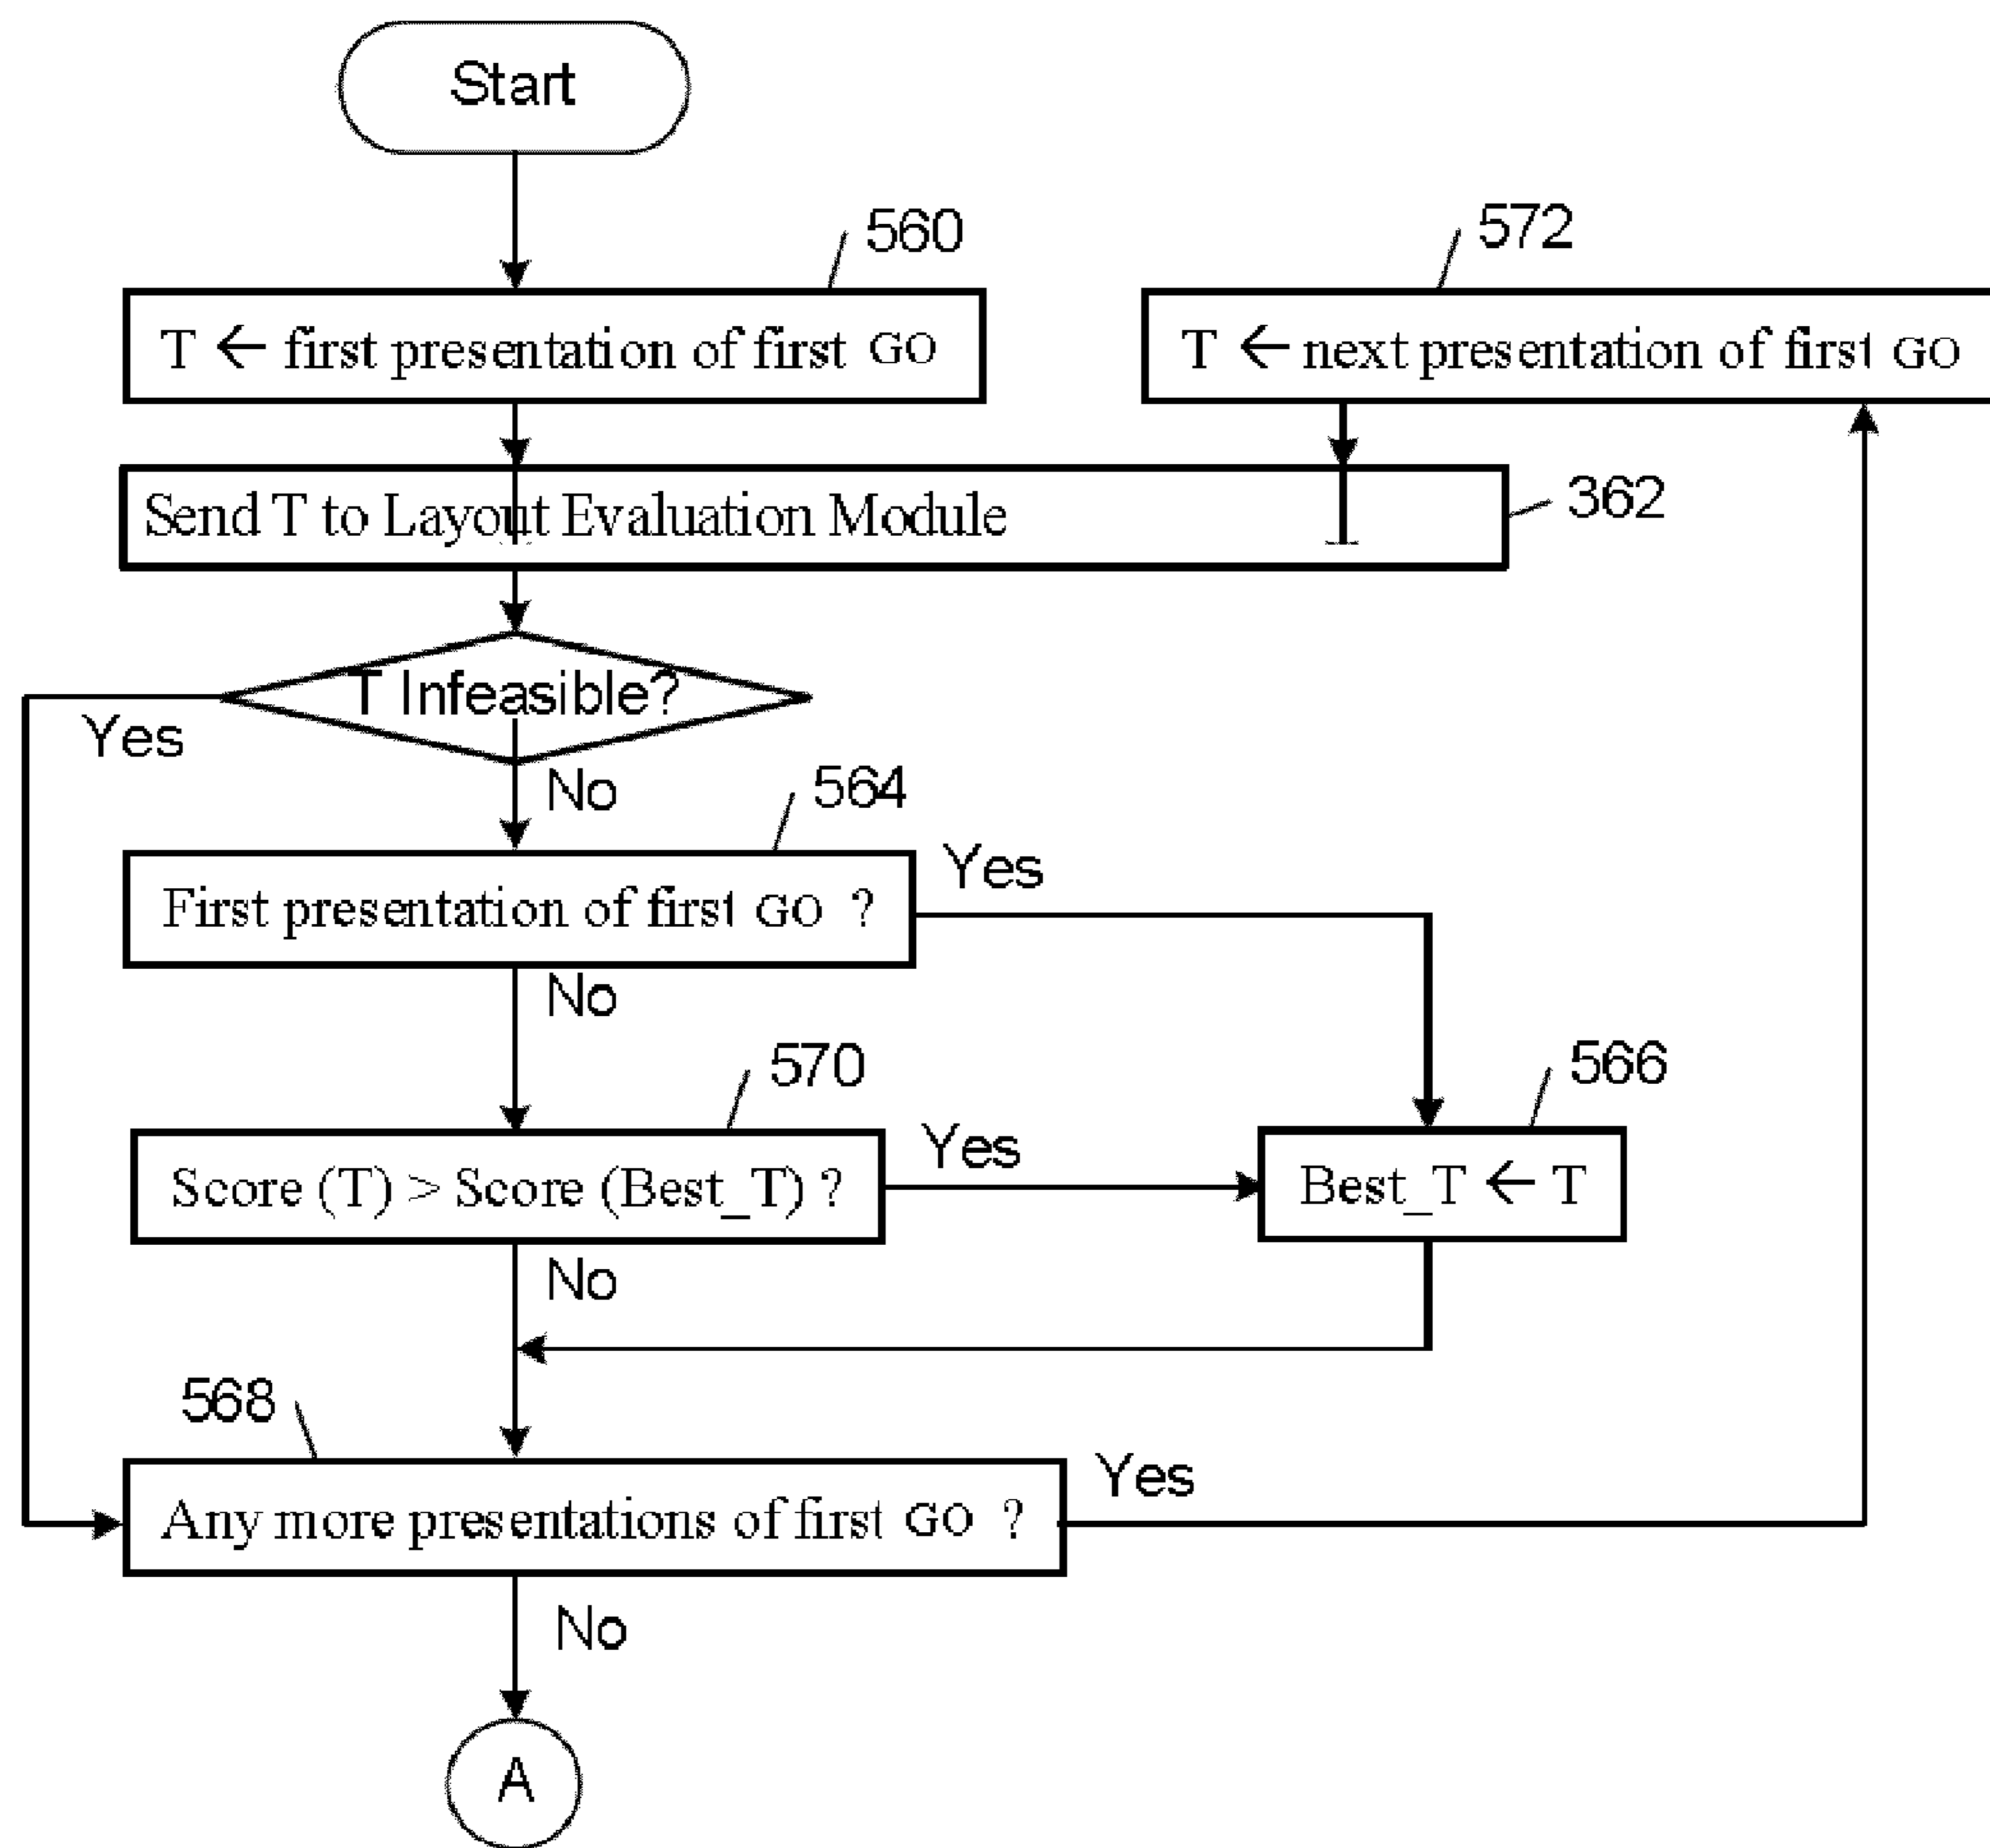 Start
560
572
T ← first presentation of first GO
T ← next presentation of first GO
Send T to Layout Evaluation Module
362
T Infeasible?
Yes
No
564
First presentation of first GO ?
Yes
No
570
566
Score (T) > Score (Best_T) ?
Yes
Best_T ← T
No
568
Any more presentations of first GO ?
Yes
No
A